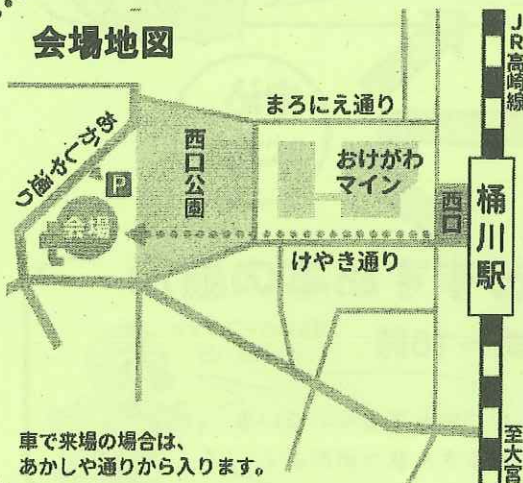 会場地図
JR高崎線
まろにえ通り
あかしや通り
P
西口公園
おけがわ
マイン
西口
桶川駅
会場
けやき通り
車で来場の場合は、
あかしや通りから入ります。
至大宮